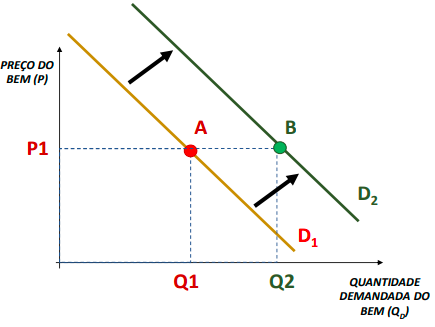 PREÇO DO
BEM (P)
A
B
P1
D2
D1
Q1
Q2
QUANTIDADE
DEMANDADA DO
BEM (QD)